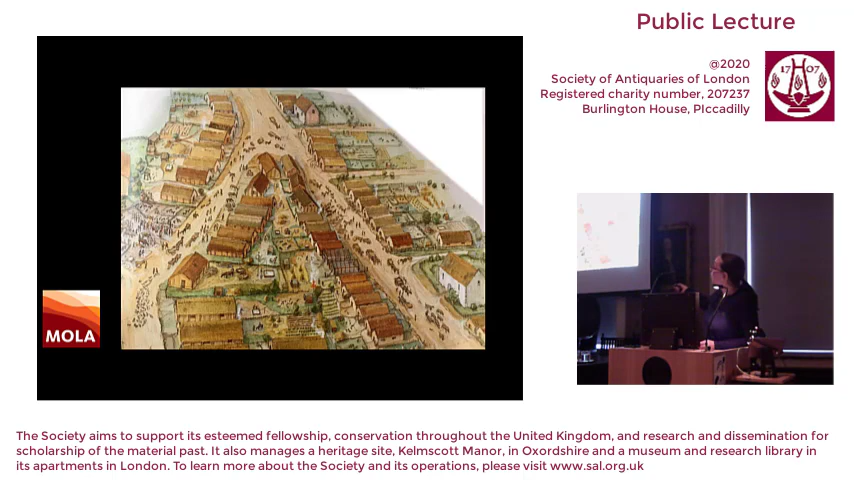 Public Lecture
@2020
Society of Antiquaries of London
Registered charity number, 207237
Burlington House, PIccadilly
17 07
MOLA
The Society aims to support its esteemed fellowship, conservation throughout the United Kingdom, and research and dissemination for
scholarship of the material past. It also manages a heritage site, Kelmscott Manor, in Oxordshire and a museum and research library in
its apartments in London. To learn more about the Society and its operations, please visit www.sal.org.uk